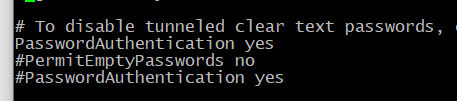 # To disable tunneled clear text passwords,
PasswordAuthentication yes
#PermitEmptyPasswords no
#PasswordAuthentication yes